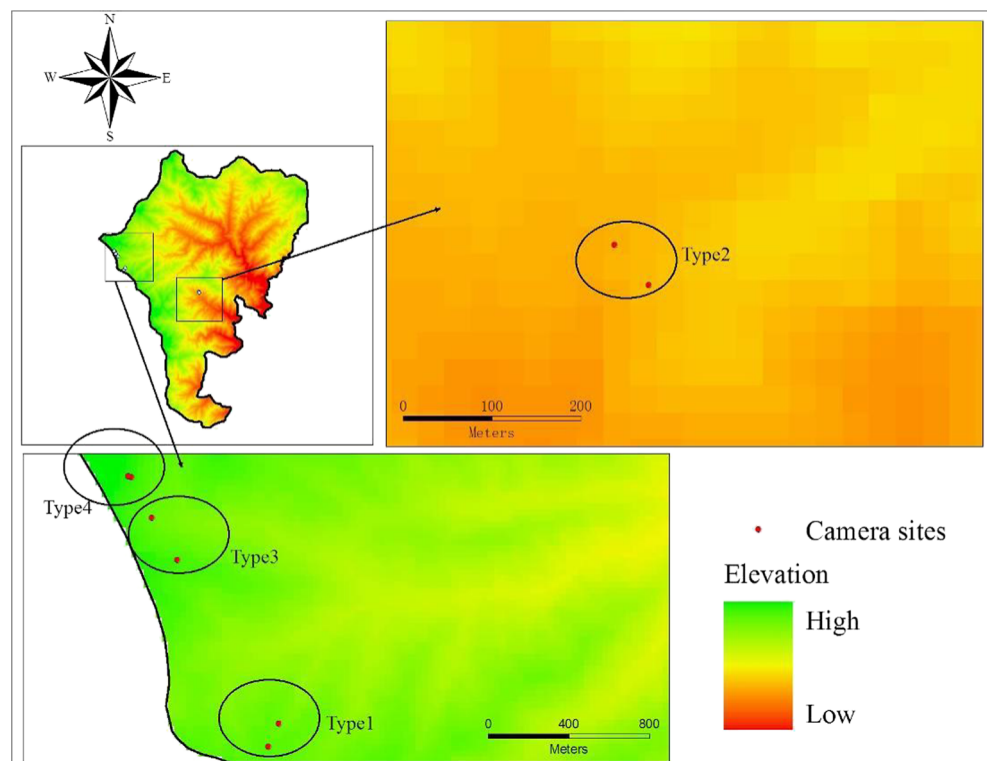 N
W
E
S
Type2
0 100 200
Meters
Type4
Type3
Type1
0 400 800
Meters
Camera sites
Elevation
High
Low